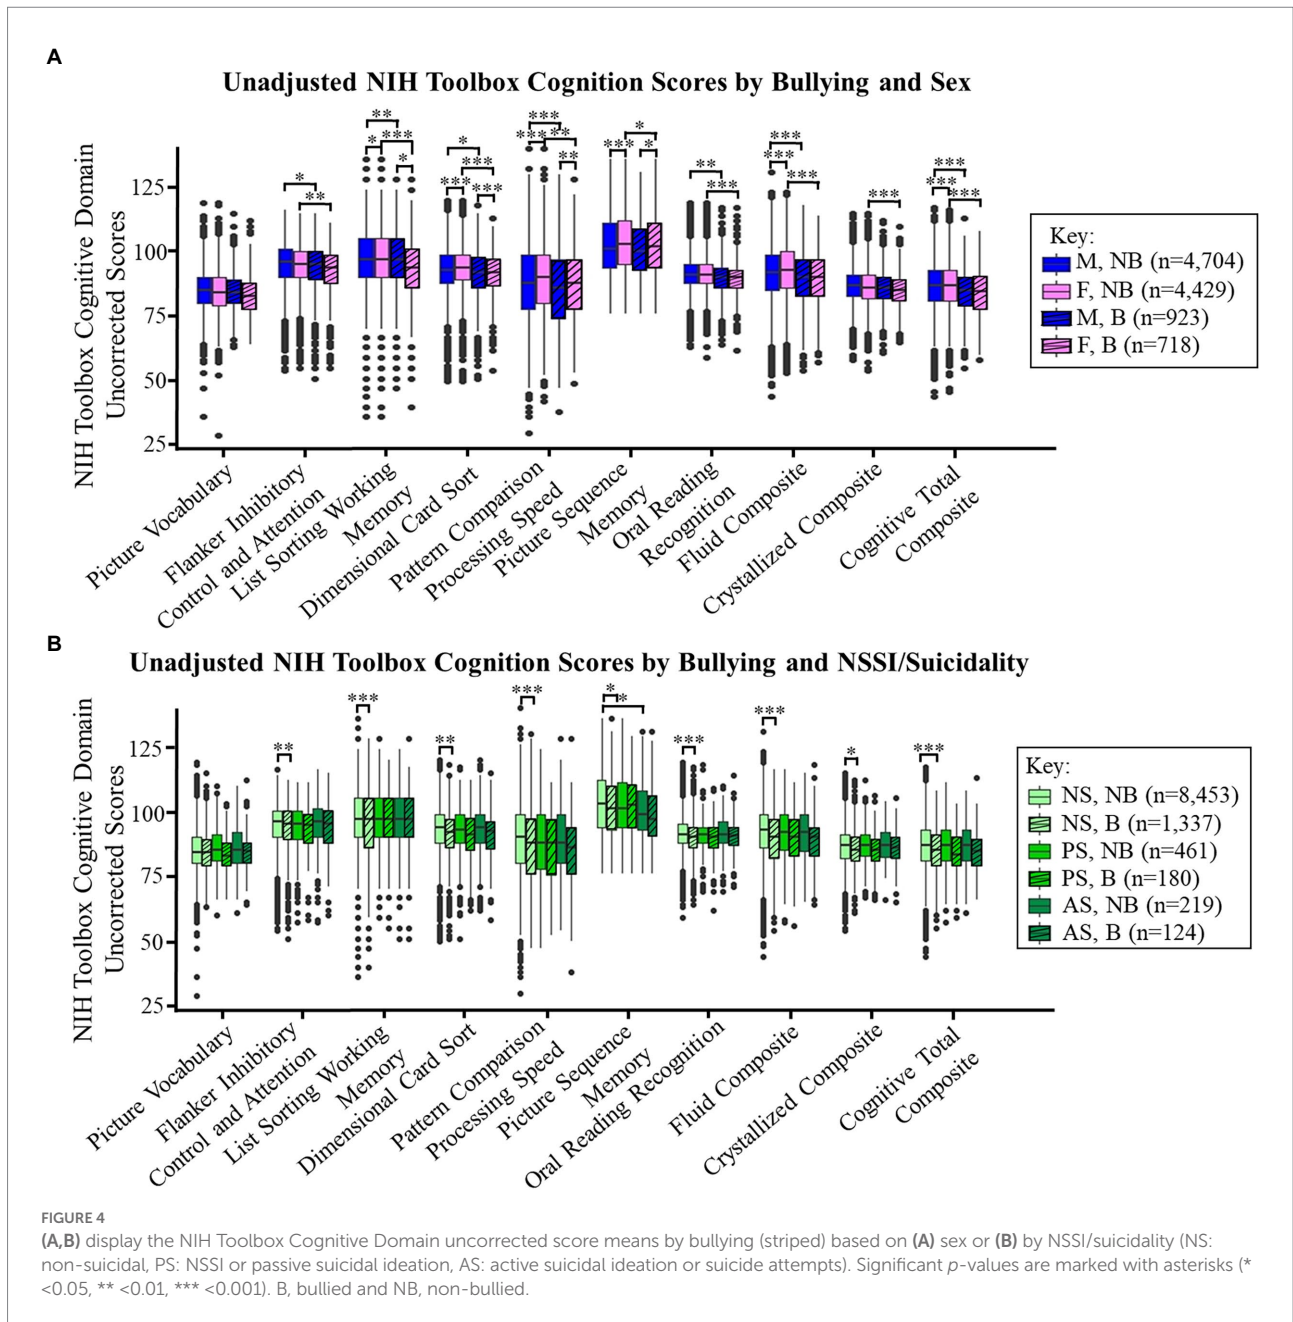 A
Unadjusted NIH Toolbox Cognition Scores by Bullying and Sex
NIH Toolbox Cognitive Domain
Uncorrected Scores
125
100
75
50
25
** *** * *** * *** * ** *** *** *** *** ** ** *** * * ** *** *** *** *** *** *** *** ***
* **
Key:
M, NB (n=4,704)
F, NB (n=4,429)
M, B (n=923)
F, B (n=718)
Picture Vocabulary
Flanker Inhibitory
Control and Attention
List Sorting Working
Memory
Dimensional Card Sort
Pattern Comparison
Processing Speed
Picture Sequence
Memory
Oral Reading
Recognition
Fluid Composite
Crystallized Composite
Cognitive Total
Composite
B
Unadjusted NIH Toolbox Cognition Scores by Bullying and NSSI/Suicidality
NIH Toolbox Cognitive Domain
Uncorrected Scores
125
100
75
50
25
** *** ** *** * * *** *** * ***
Key:
NS, NB (n=8,453)
NS, B (n=1,337)
PS, NB (n=461)
PS, B (n=180)
AS, NB (n=219)
AS, B (n=124)
Picture Vocabulary
Flanker Inhibitory
Control and Attention
List Sorting Working
Memory
Dimensional Card Sort
Pattern Comparison
Processing Speed
Picture Sequence
Memory
Oral Reading Recognition
Fluid Composite
Crystallized Composite
Cognitive Total
Composite
FIGURE 4
(A,B) display the NIH Toolbox Cognitive Domain uncorrected score means by bullying (striped) based on (A) sex or (B) by NSSI/suicidality (NS:
non-suicidal, PS: NSSI or passive suicidal ideation, AS: active suicidal ideation or suicide attempts). Significant p-values are marked with asterisks (*
<0.05, ** <0.01, *** <0.001). B, bullied and NB, non-bullied.